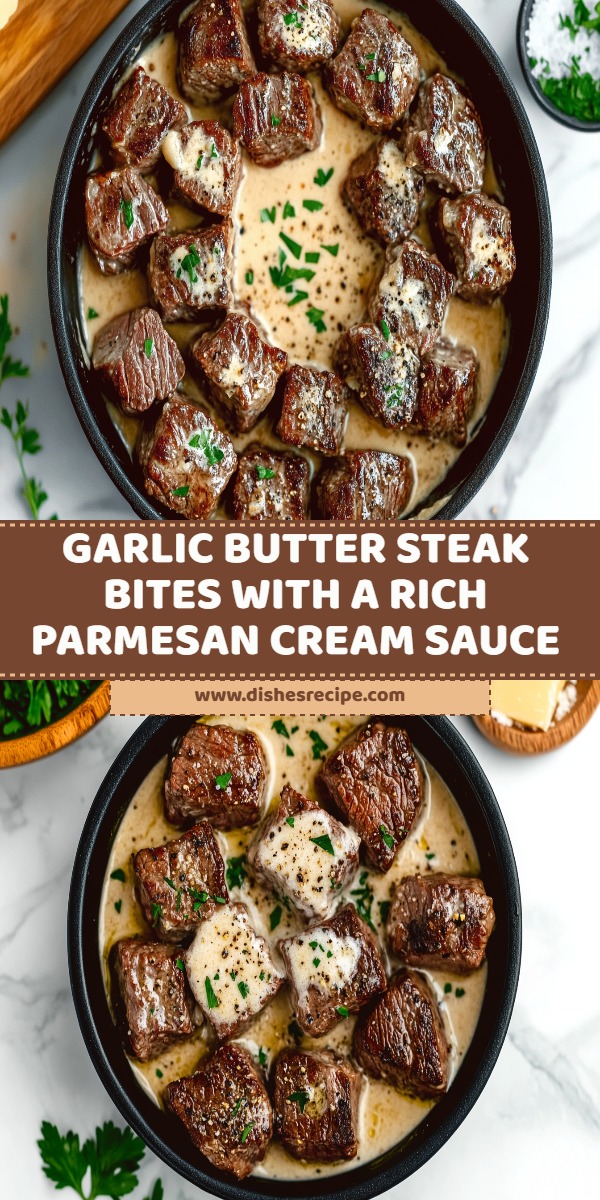 GARLIC BUTTER STEAK
BITES WITH A RICH
PARMESAN CREAM SAUCE
www.dishesrecipe.com